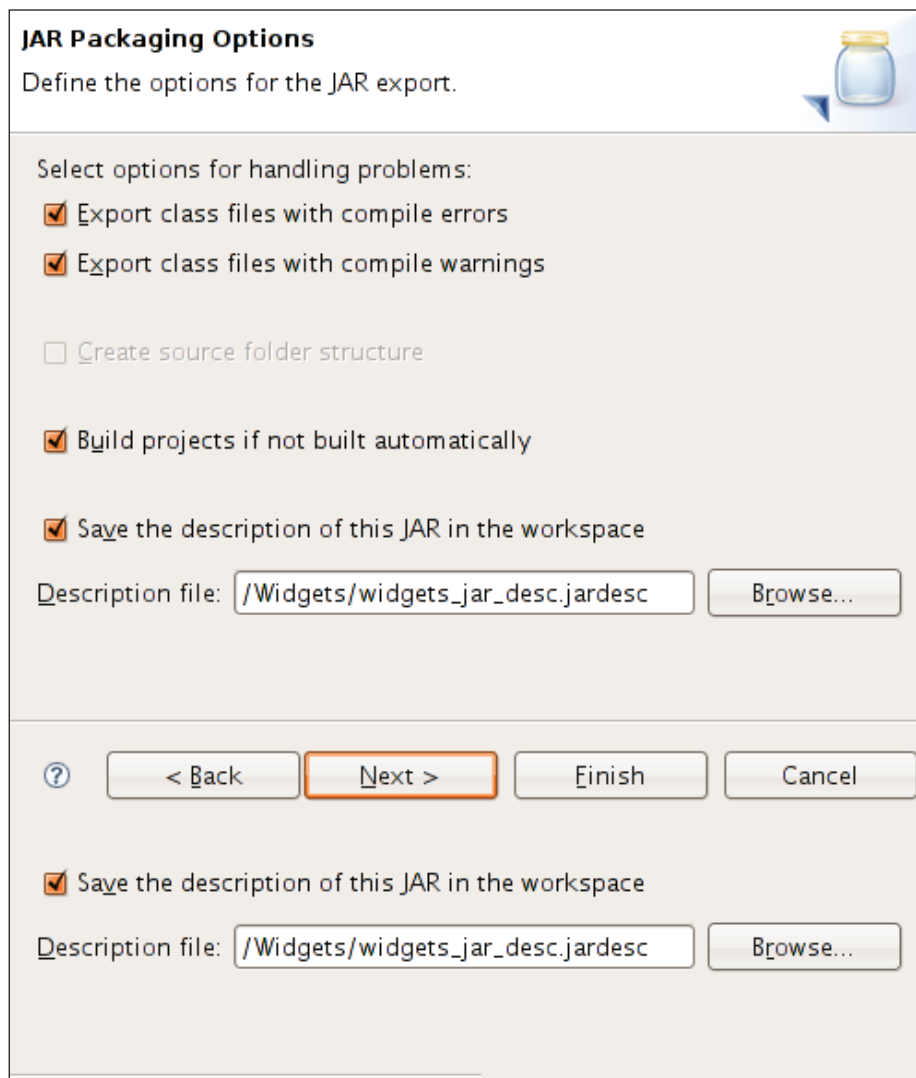 JAR Packaging Options
Define the options for the JAR export.
Select options for handling problems:
Export class files with compile errors
Export class files with compile warnings
Create source folder structure
Build projects if not built automatically
Save the description of this JAR in the workspace
Description file: /Widgets/widgets_jar_desc.jardesc Browse...
? < Back Next > Finish Cancel
Save the description of this JAR in the workspace
Description file: /Widgets/widgets_jar_desc.jardesc Browse...